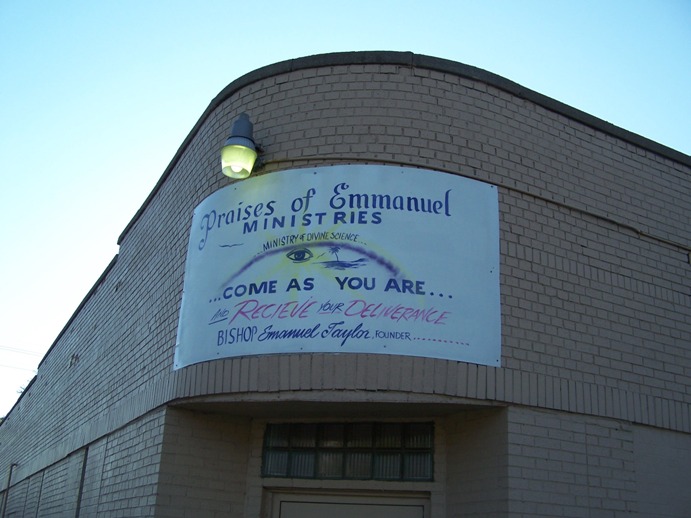 Praises of Emmanuel
MINISTRIES
...MINISTRY OF DIVINE SCIENCE...
...COME AS YOU ARE...
AND RECIEVE YOUR DELIVERANCE
BISHOP Emanuel Taylor, FOUNDER............